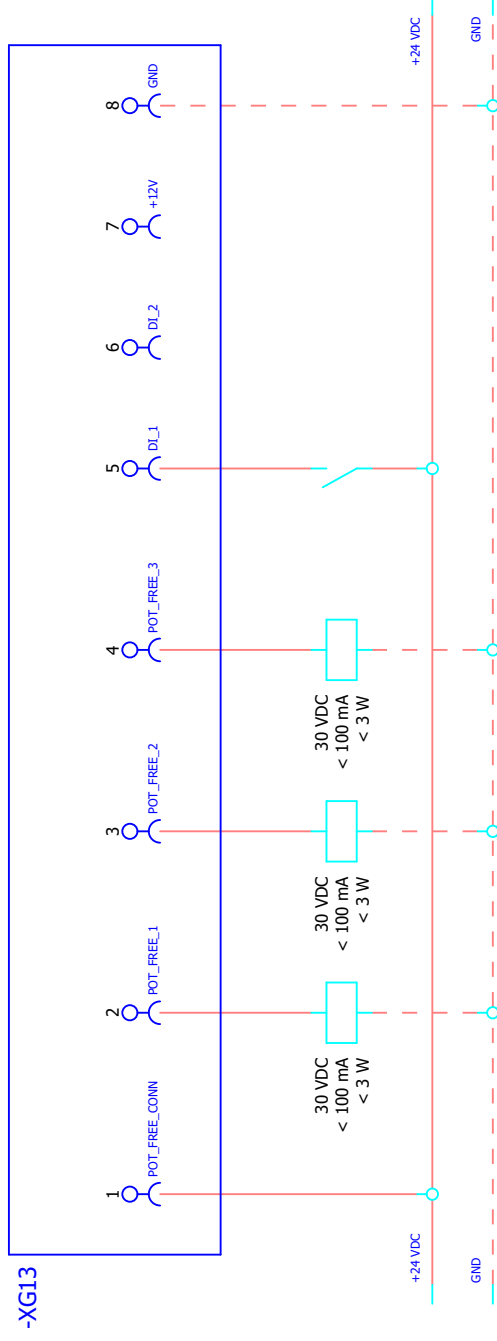 -XG13
1
POT_FREE_CONN
2
POT_FREE_1
3
POT_FREE_2
4
POT_FREE_3
5
DI_1
6
DI_2
7
+12V
8
GND
30 VDC
< 100 mA
< 3 W
30 VDC
< 100 mA
< 3 W
30 VDC
< 100 mA
< 3 W
+24 VDC
+24 VDC
GND
GND